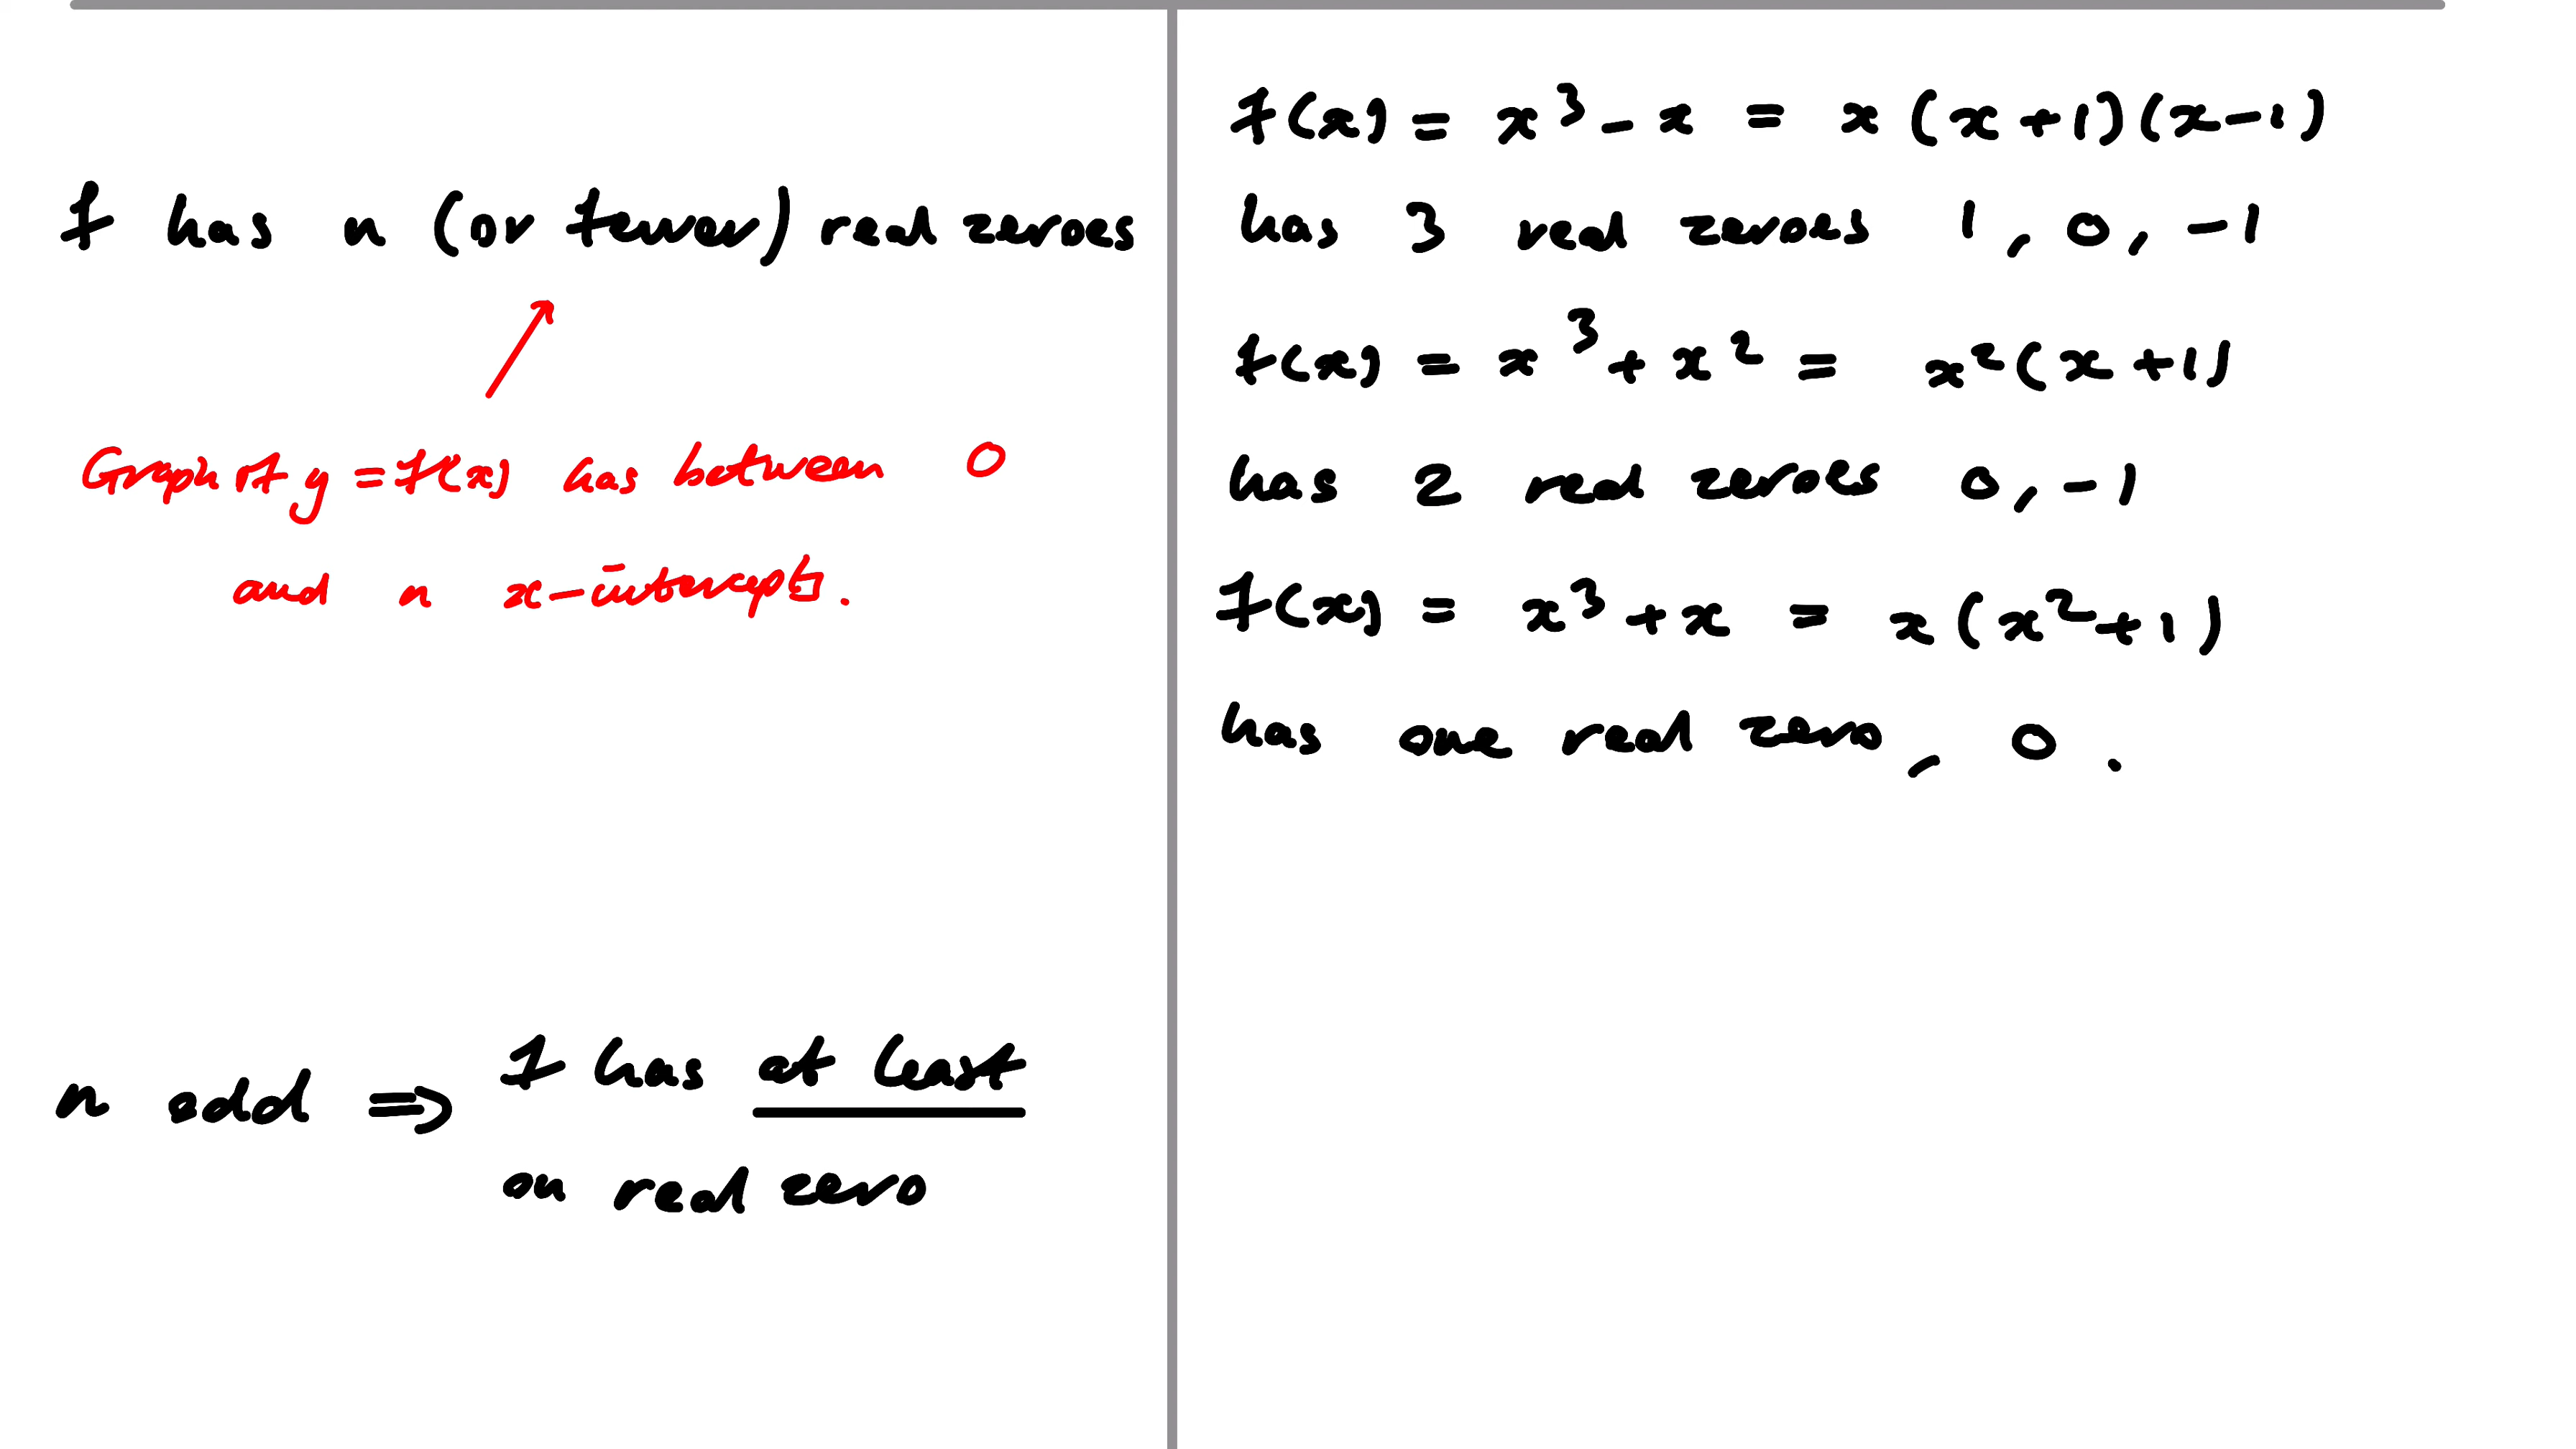 f has n (or fewer) real zeroes
Graph of y = f(x) has between 0
and n x-intercepts.
n odd ⇒ f has at least
on real zero
f(x) = x³ - x = x(x+1)(x-1)
has 3 real zeroes 1, 0, -1
f(x) = x³ + x² = x²(x+1)
has 2 real zeroes 0, -1
f(x) = x³ + x = x(x²+1)
has one real zero, 0.